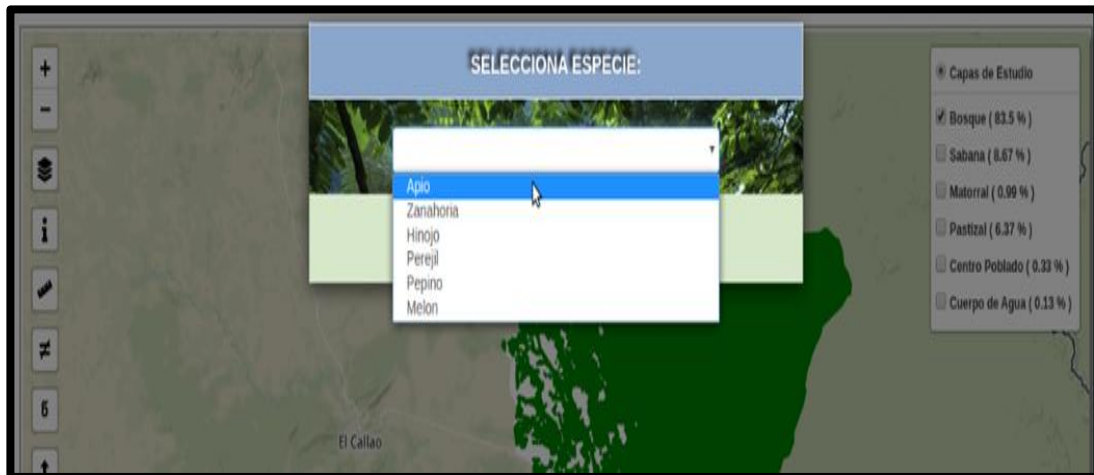 SELECCIONA ESPECIE:
Apio
Zanahoria
Hinojo
Perejil
Pepino
Melon
Capas de Estudio
Bosque ( 83.5 % )
Sabana ( 8.67 % )
Matorral ( 0.99 % )
Pastizal ( 6.37 % )
Centro Poblado ( 0.33 % )
Cuerpo de Agua ( 0.13 % )
El Callao